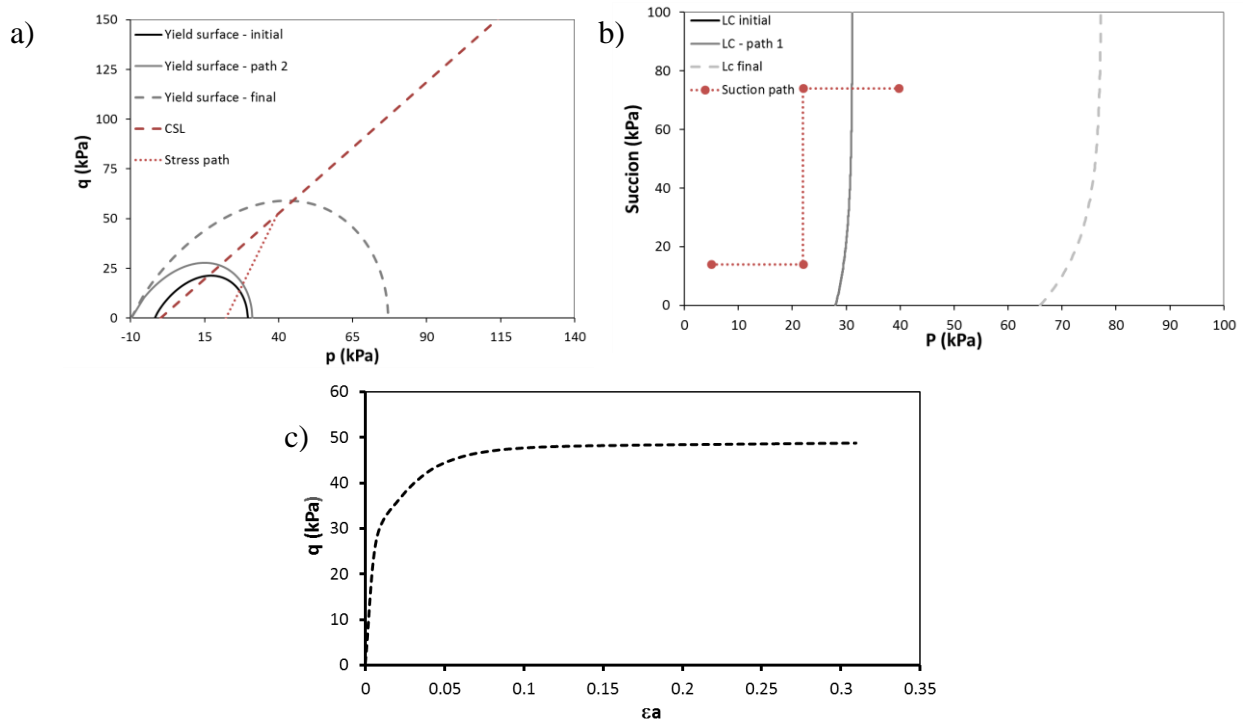 a)
150
125
100
75
50
25
0
q (kPa)
Yield surface - initial
Yield surface - path 2
Yield surface - final
CSL
Stress path
-10 15 40 65 90 115 140
p (kPa)
b)
100
80
60
40
20
0
Succion (kPa)
LC initial
LC - path 1
Lc final
Suction path
0 10 20 30 40 50 60 70 80 90 100
P (kPa)
c)
60
50
40
30
20
10
0
q (kPa)
0 0.05 0.1 0.15 0.2 0.25 0.3 0.35
εa